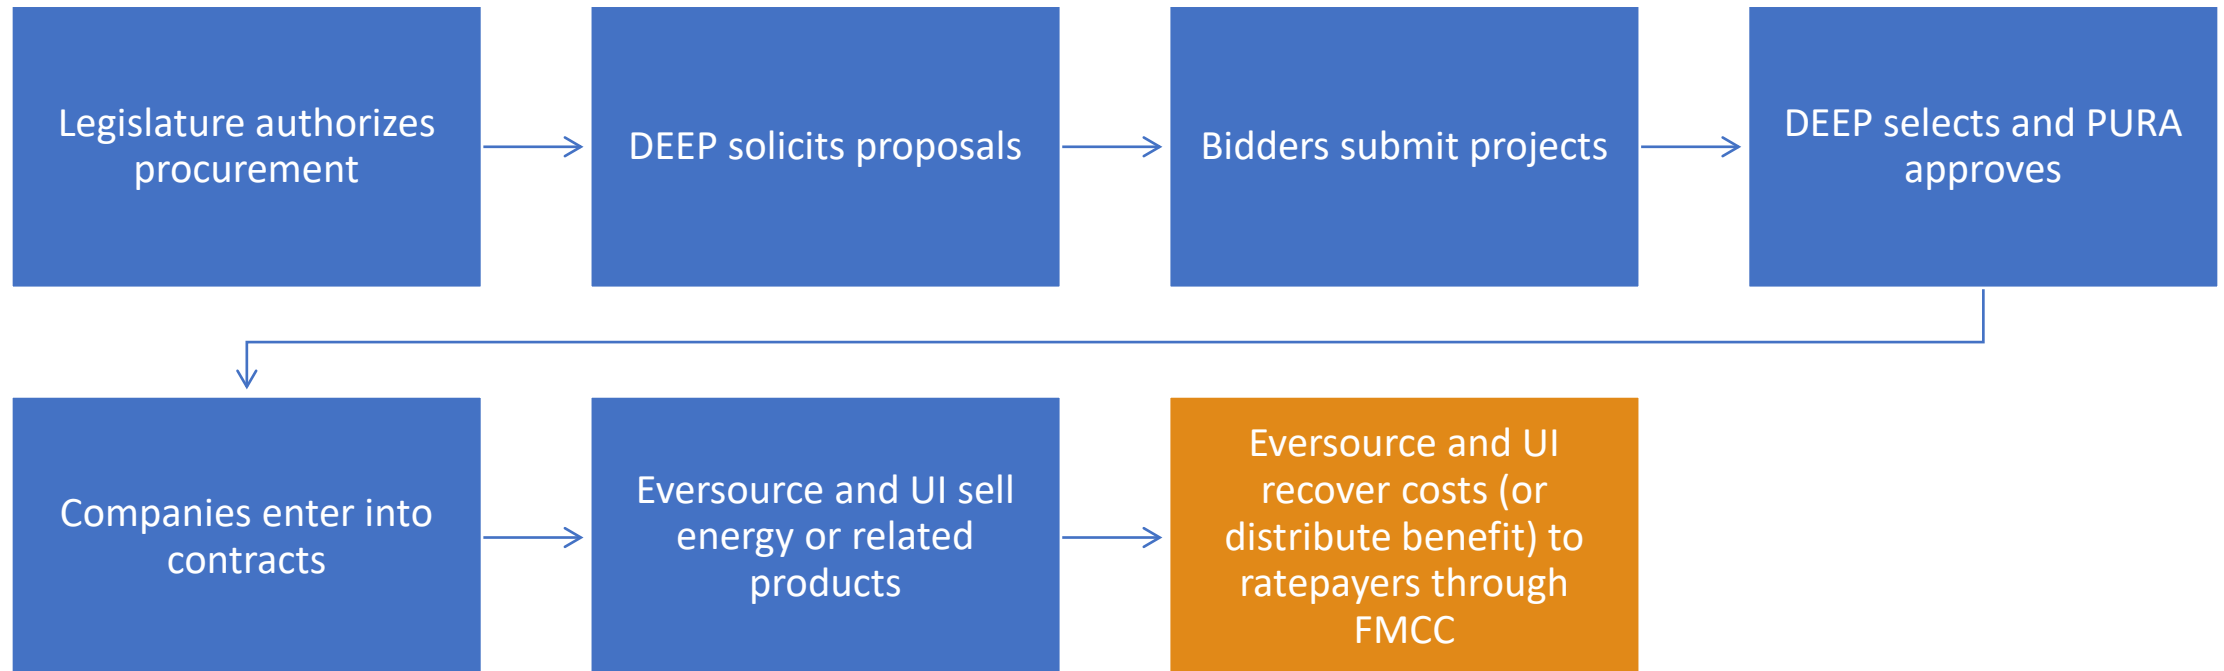 Legislature authorizes
procurement
DEEP solicits proposals
Bidders submit projects
DEEP selects and PURA
approves
Companies enter into
contracts
Eversource and UI sell
energy or related
products
Eversource and UI
recover costs (or
distribute benefit) to
ratepayers through
FMCC